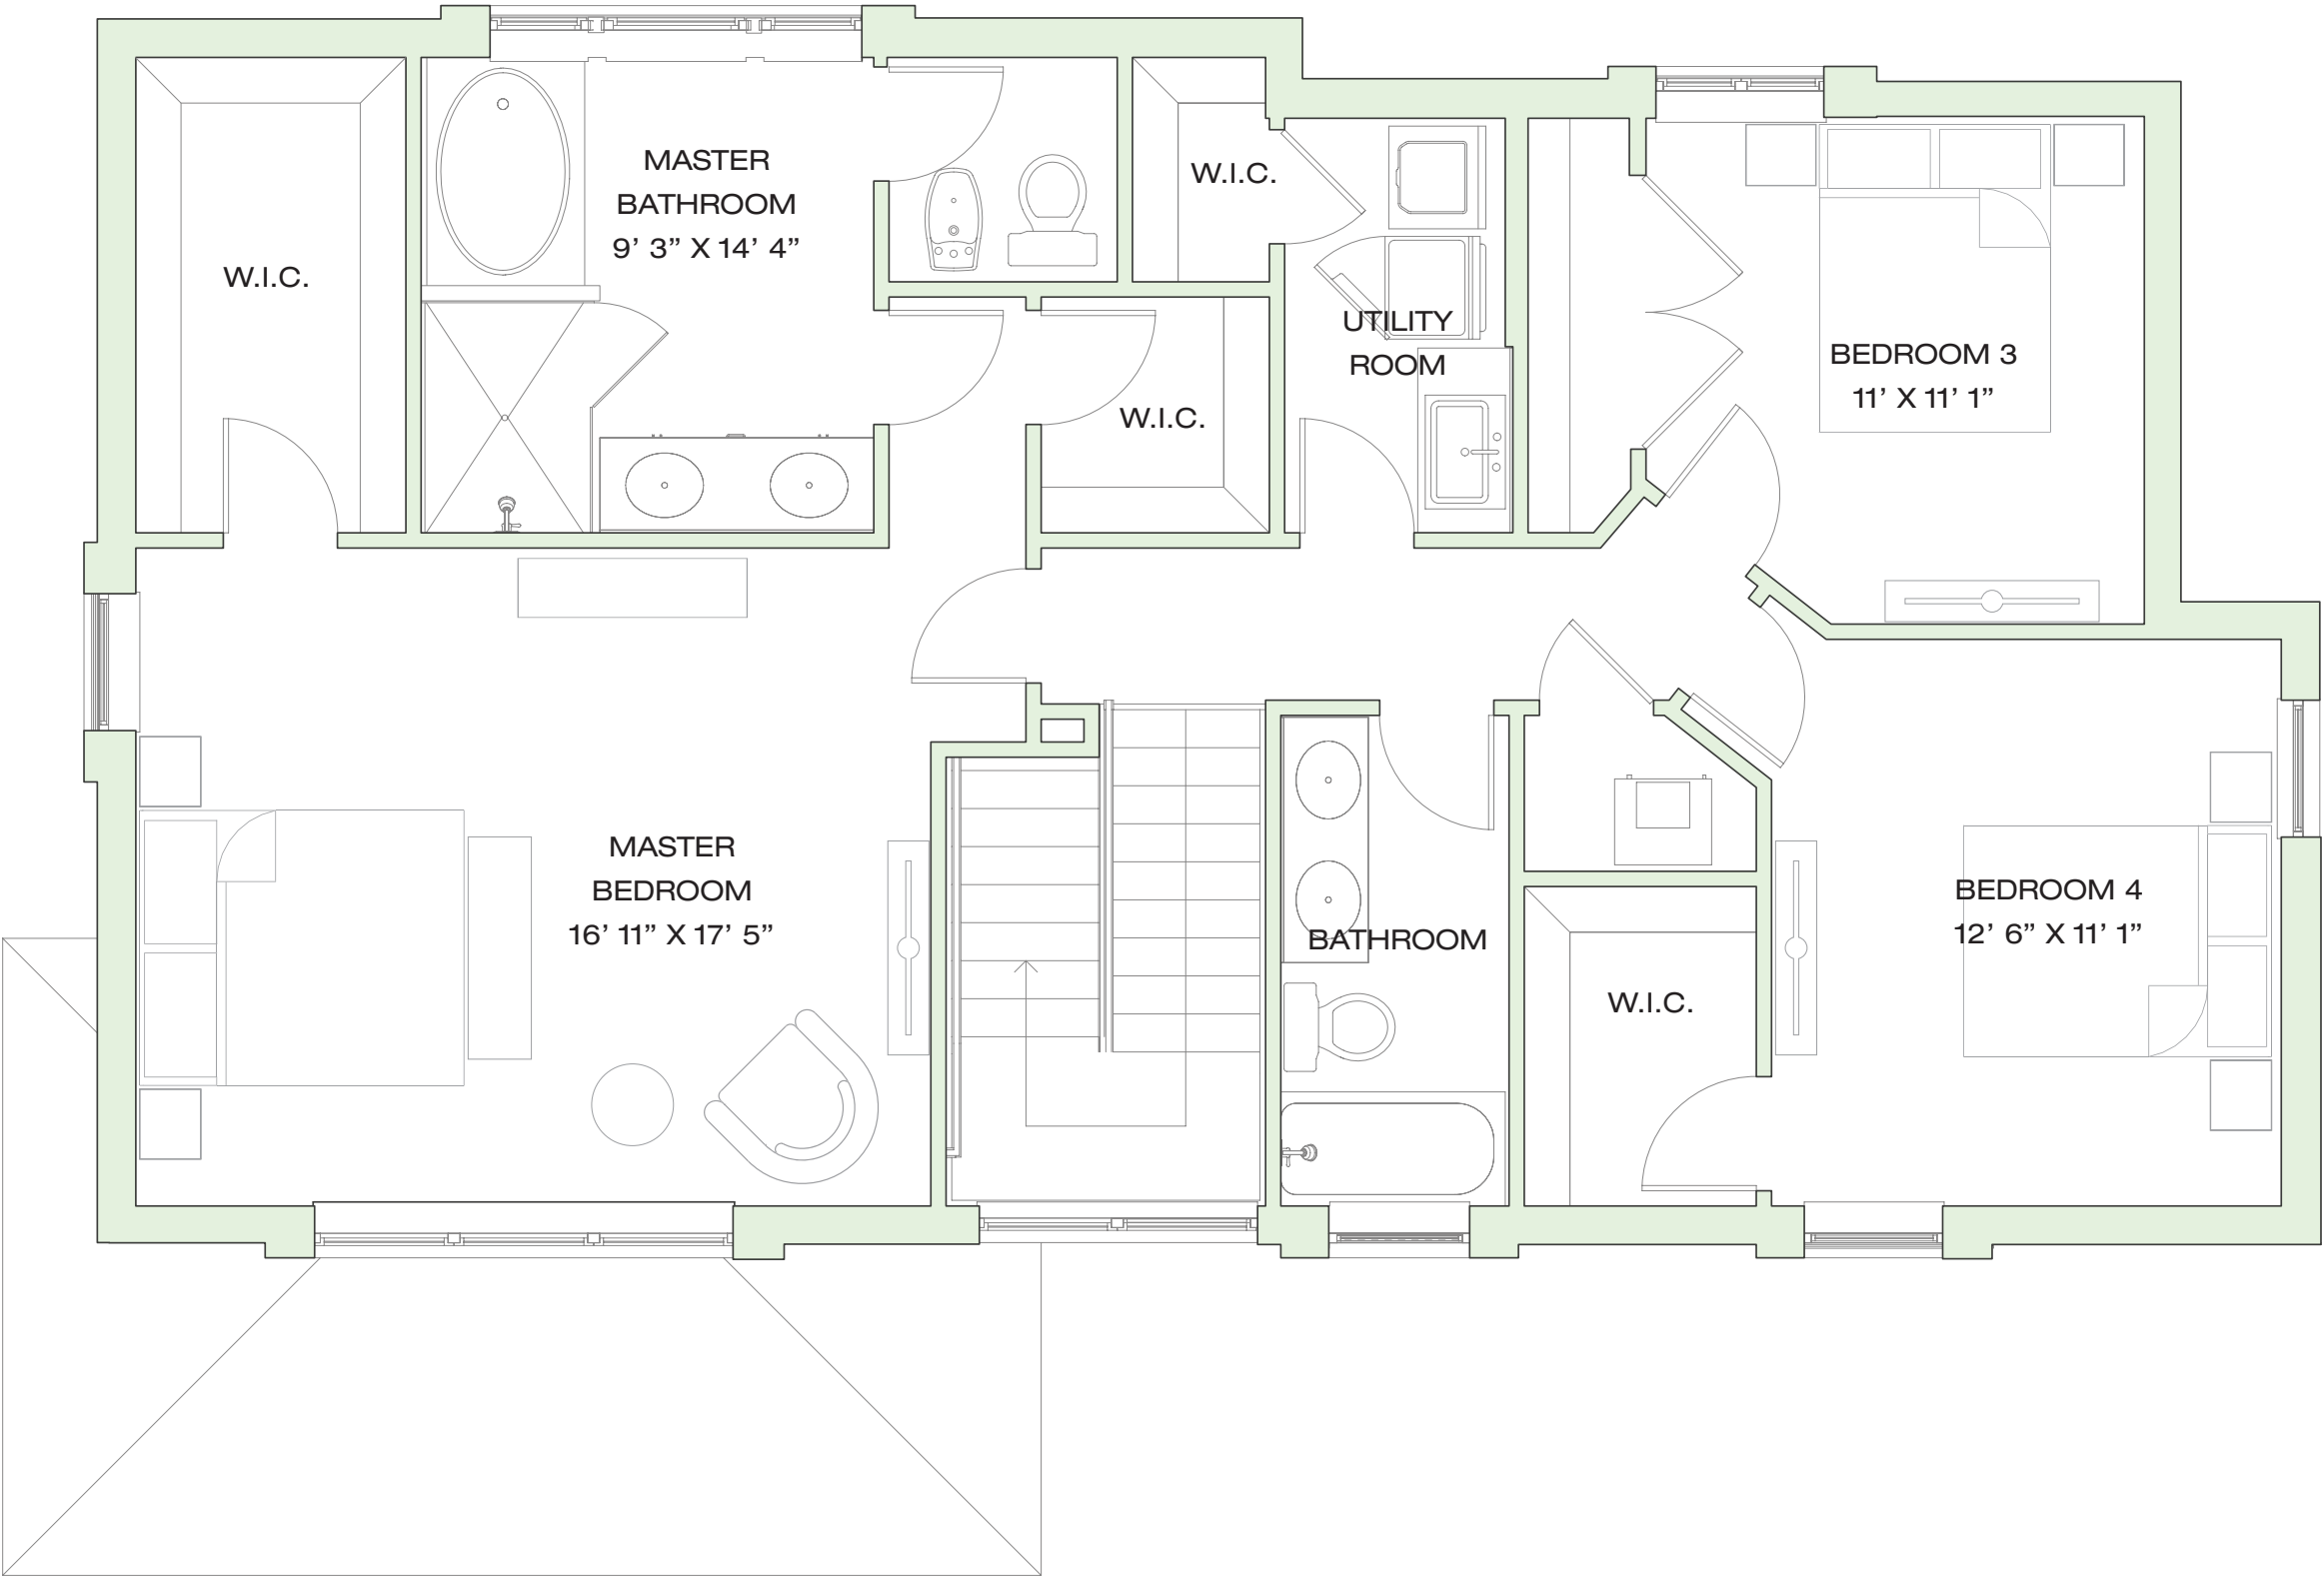 MASTER
BATHROOM
9’ 3” X 14’ 4”
W.I.C.
W.I.C.
W.I.C.
UTILITY
ROOM
BEDROOM 3
11’ X 11’ 1”
MASTER
BEDROOM
16’ 11” X 17’ 5”
BATHROOM
W.I.C.
BEDROOM 4
12’ 6” X 11’ 1”